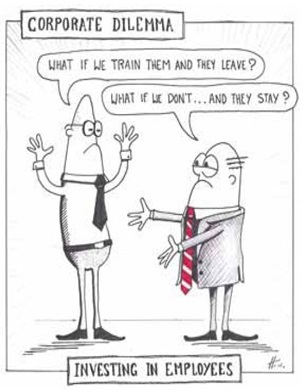 CORPORATE DILEMMA
WHAT IF WE TRAIN THEM AND THEY LEAVE?
WHAT IF WE DON'T...AND THEY STAY?
INVESTING IN EMPLOYEES